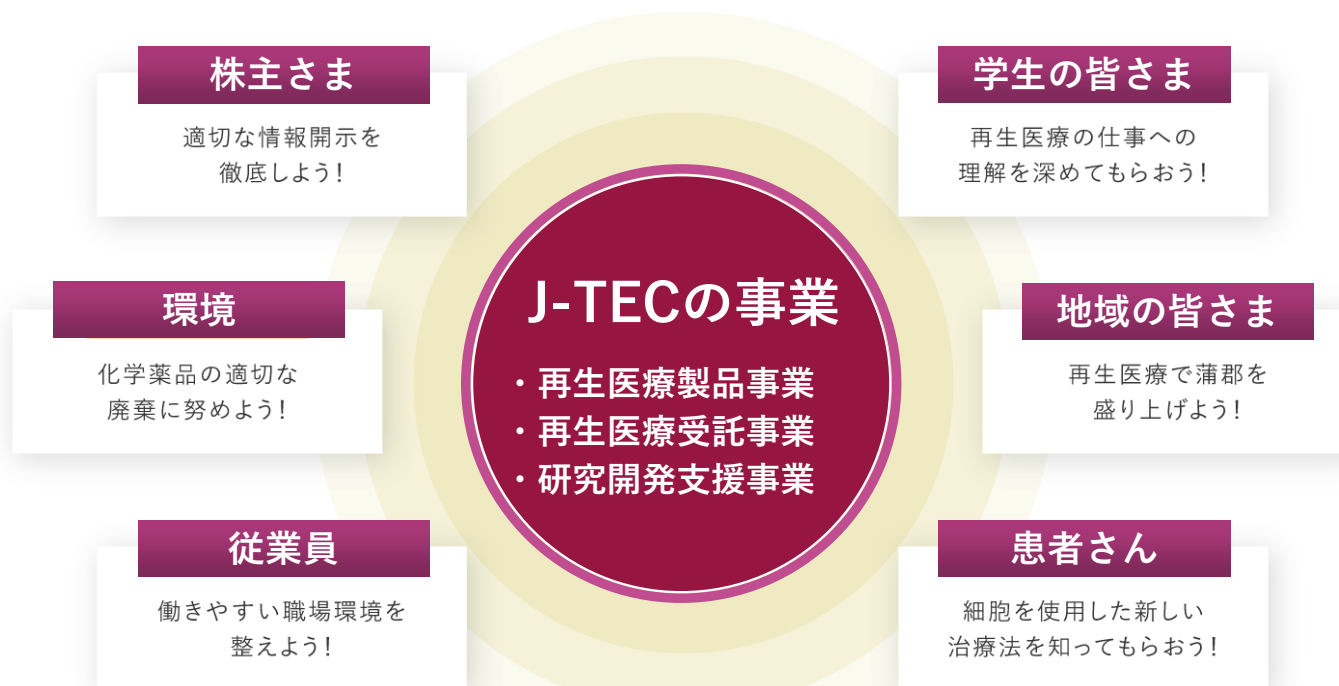 株主さま
適切な情報開示を
徹底しよう！
学生の皆さま
再生医療の仕事への
理解を深めてもらおう！
環境
化学薬品の適切な
廃棄に努めよう！
J-TECの事業
・再生医療製品事業
・再生医療受託事業
・研究開発支援事業
地域の皆さま
再生医療で蒲郡を
盛り上げよう！
従業員
働きやすい職場環境を
整えよう！
患者さん
細胞を使用した新しい
治療法を知ってもらおう！